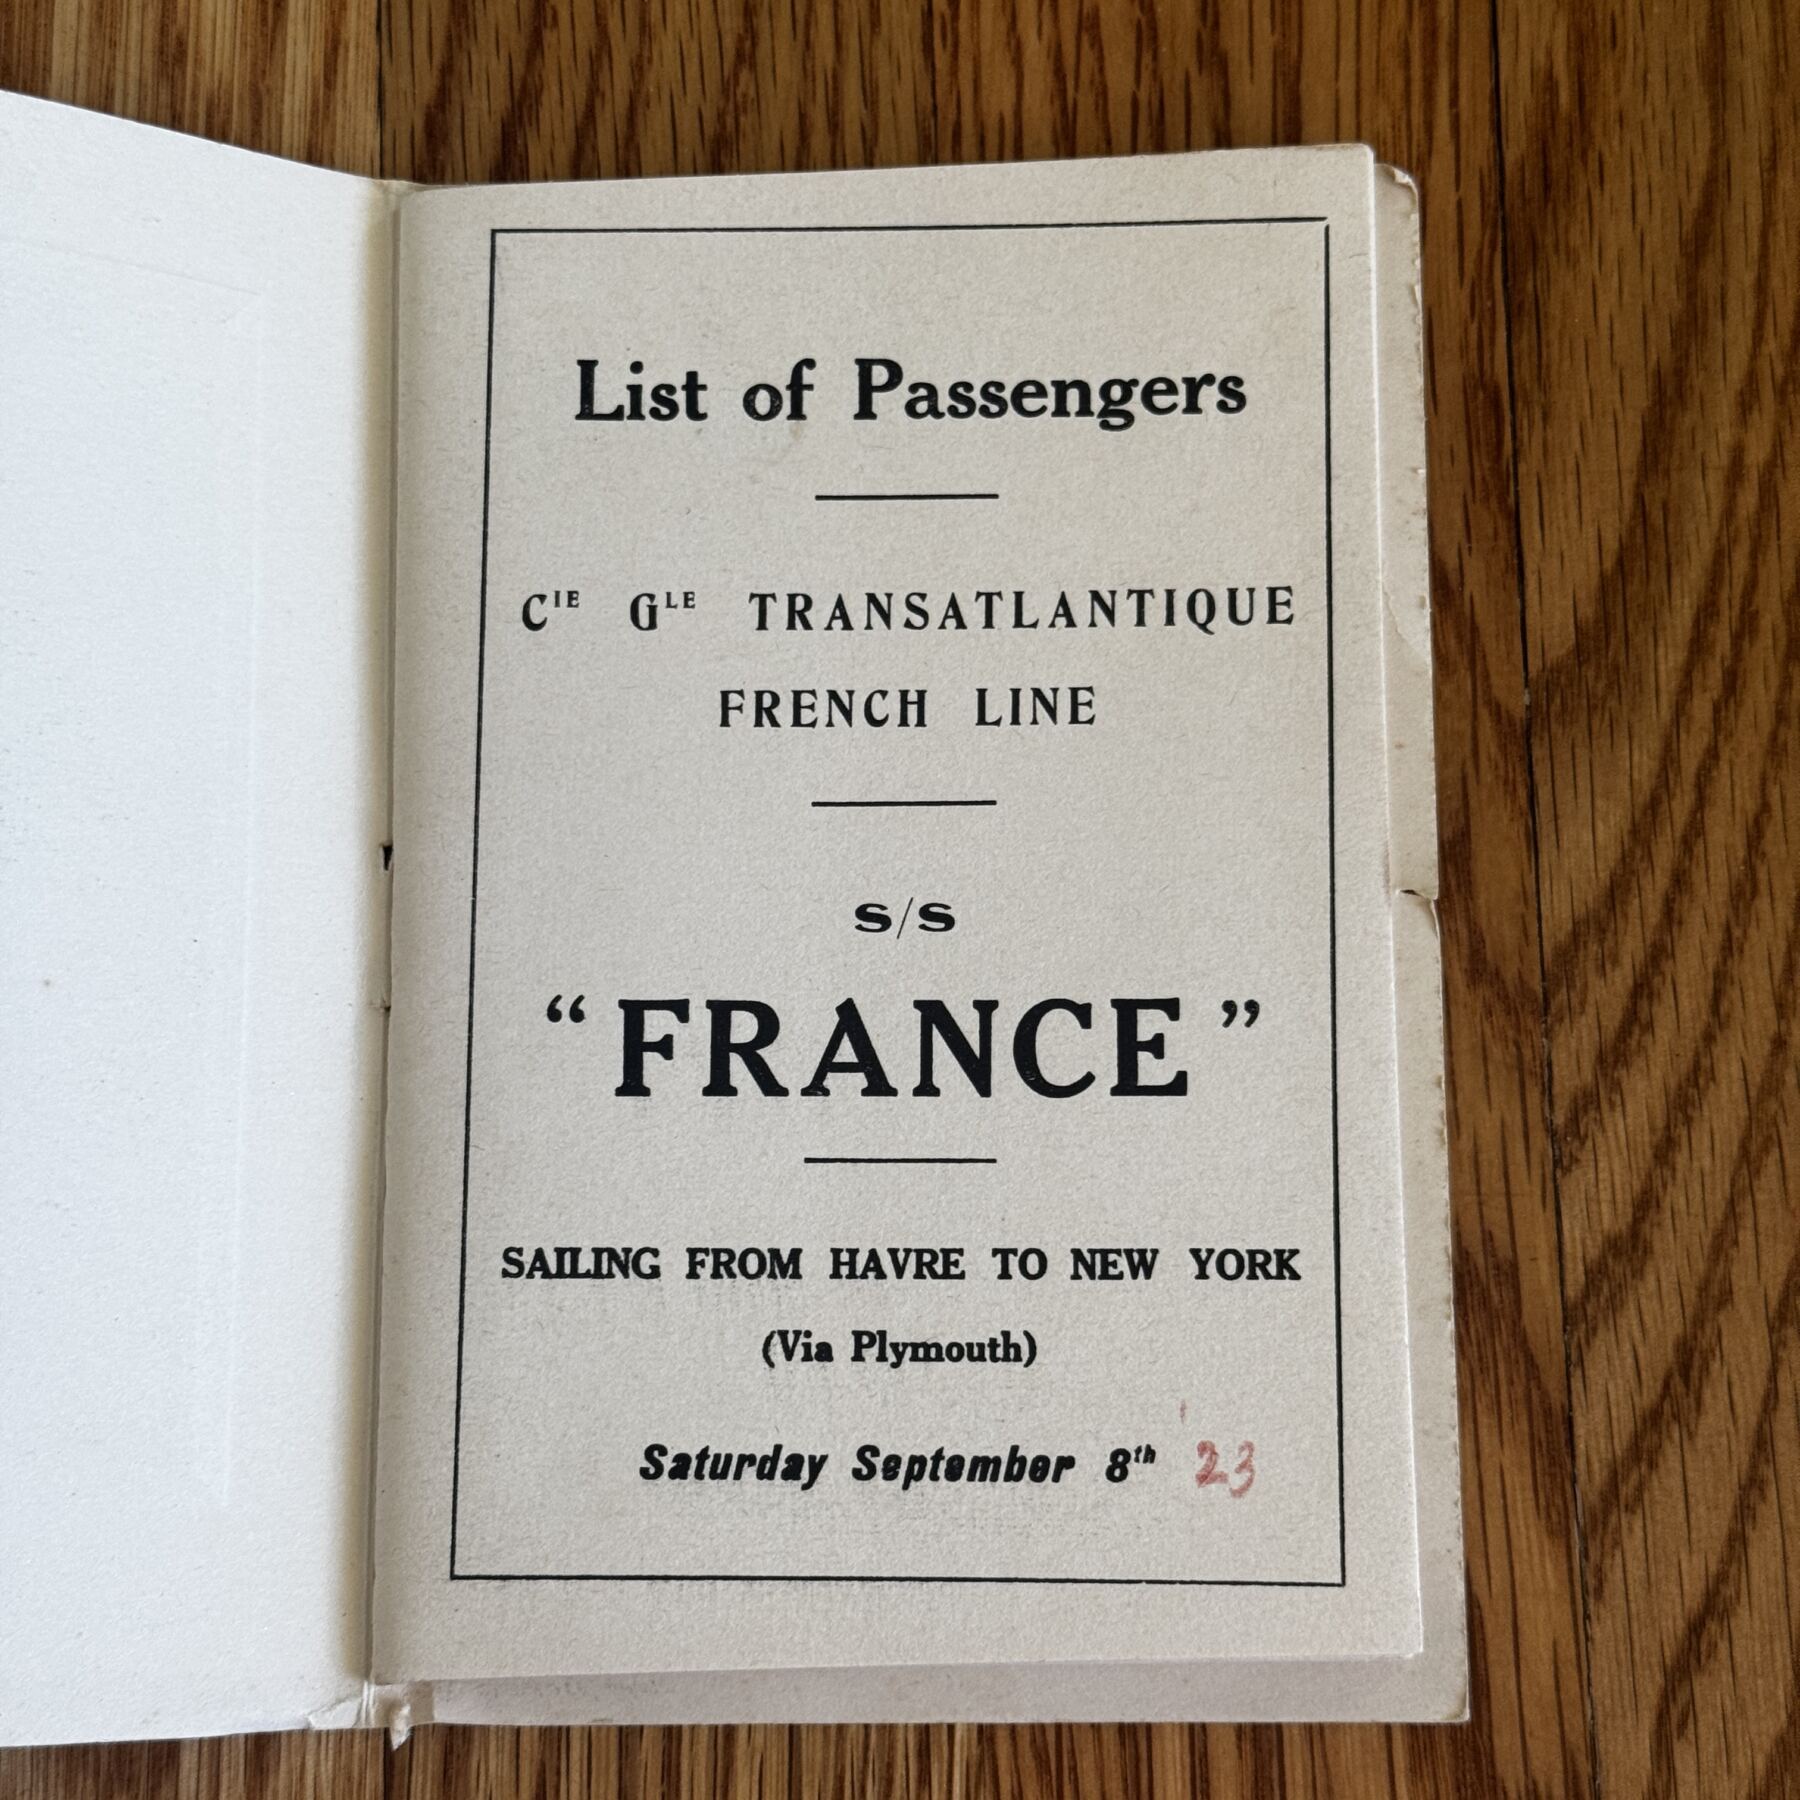 List of Passengers
CIE GLE TRANSATLANTIQUE
FRENCH LINE
S/S
“FRANCE”
SAILING FROM HAVRE TO NEW YORK
(Via Plymouth)
Saturday September 8th '23